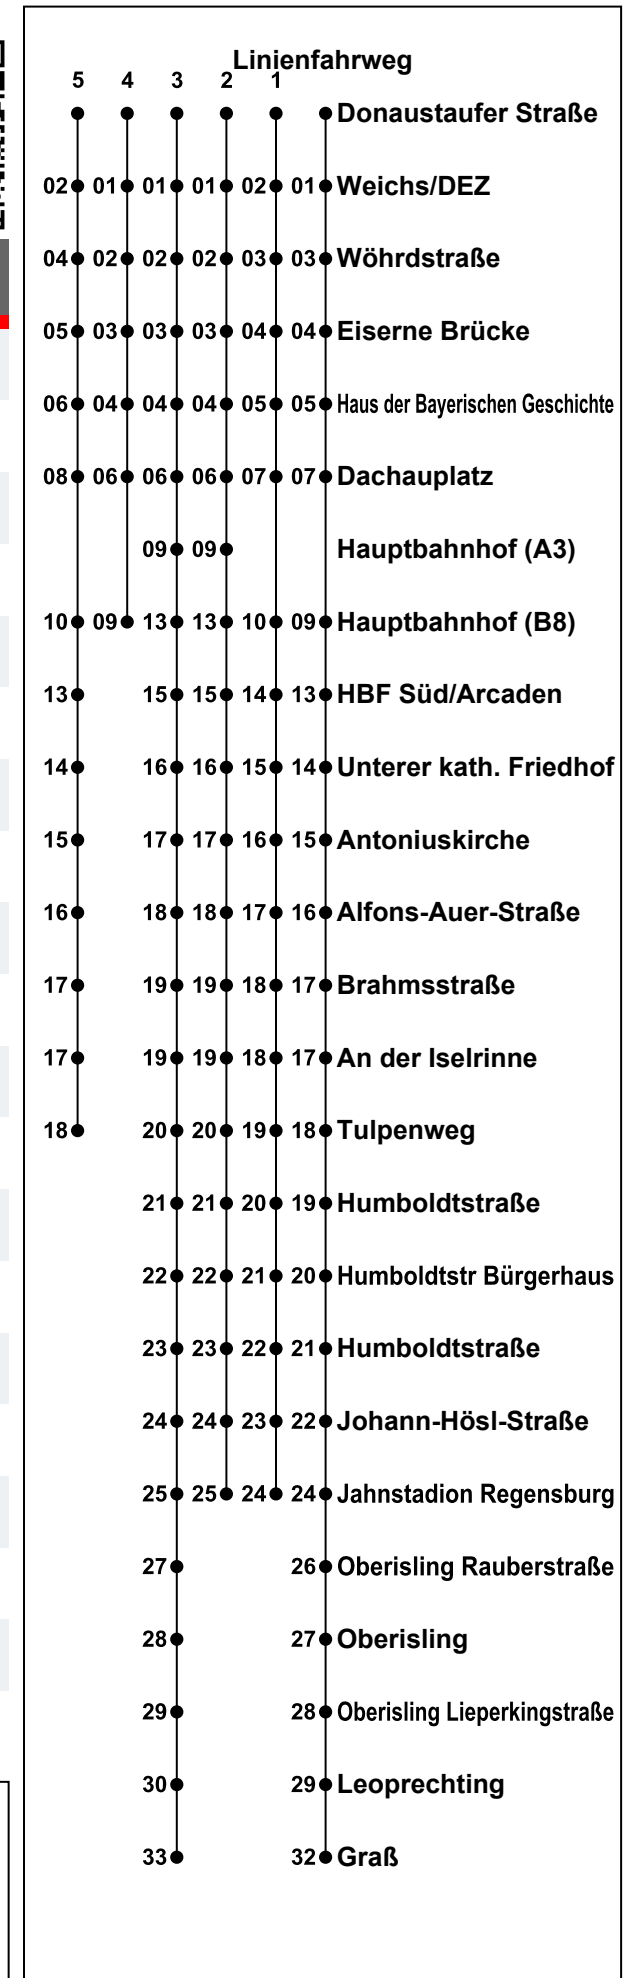 Linienfahrweg
5 4 3 2 1
Donaustaufer Straße
02 01 01 01 02 01 Weichs/DEZ
04 02 02 02 03 03 Wöhrdstraße
05 03 03 03 04 04 Eiserne Brücke
06 04 04 04 05 05 Haus der Bayerischen Geschichte
08 06 06 06 07 07 Dachauplatz
09 09 Hauptbahnhof (A3)
10 09 13 13 10 09 Hauptbahnhof (B8)
13 15 15 14 13 HBF Süd/Arcaden
14 16 16 15 14 Unterer kath. Friedhof
15 17 17 16 15 Antoniuskirche
16 18 18 17 16 Alfons-Auer-Straße
17 19 19 18 17 Brahmsstraße
17 19 19 18 17 An der Iselrinne
18 20 20 19 18 Tulpenweg
21 21 20 19 Humboldtstraße
22 22 21 20 Humboldtstr Bürgerhaus
23 23 22 21 Humboldtstraße
24 24 23 22 Johann-Hösl-Straße
25 25 24 24 Jahnstadion Regensburg
27 26 Oberisling Rauberstraße
28 27 Oberisling
29 28 Oberisling Lieperkingstraße
30 29 Leoprechting
33 32 Graß